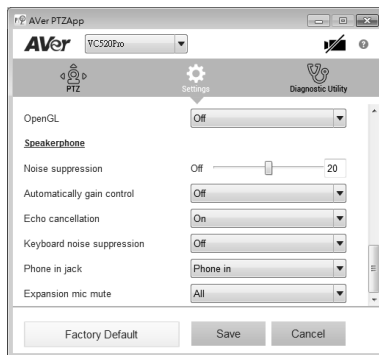 AVer PTZApp
AVer VC520Pro
PTZ Settings Diagnostic Utility
OpenGL Off
Speakerphone
Noise suppression Off 20
Automatically gain control Off
Echo cancellation On
Keyboard noise suppression Off
Phone in jack Phone in
Expansion mic mute All
Factory Default Save Cancel